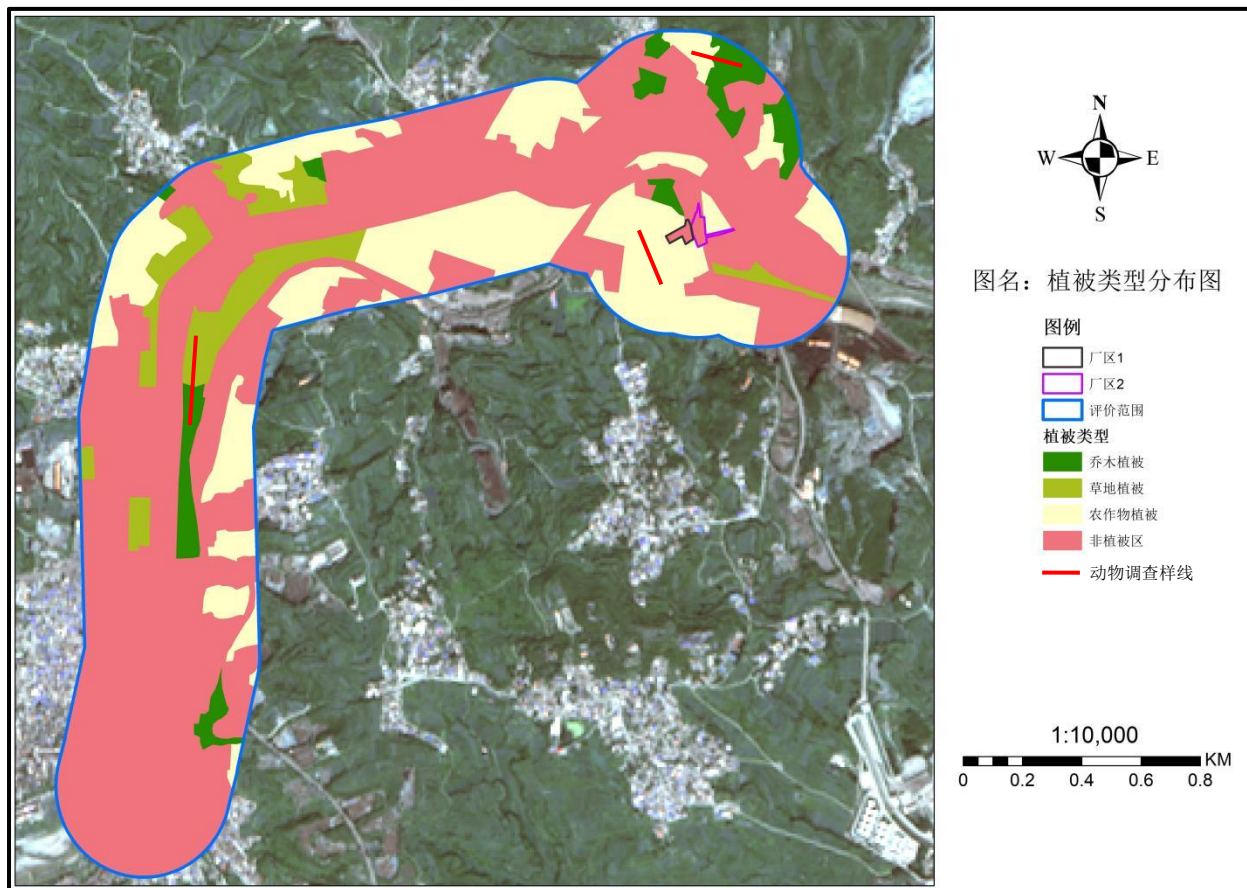 N
W E
S
图名：植被类型分布图
图例
厂区1
厂区2
评价范围
植被类型
乔木植被
草地植被
农作物植被
非植被区
动物调查样线
1:10,000
KM
0 0.2 0.4 0.6 0.8